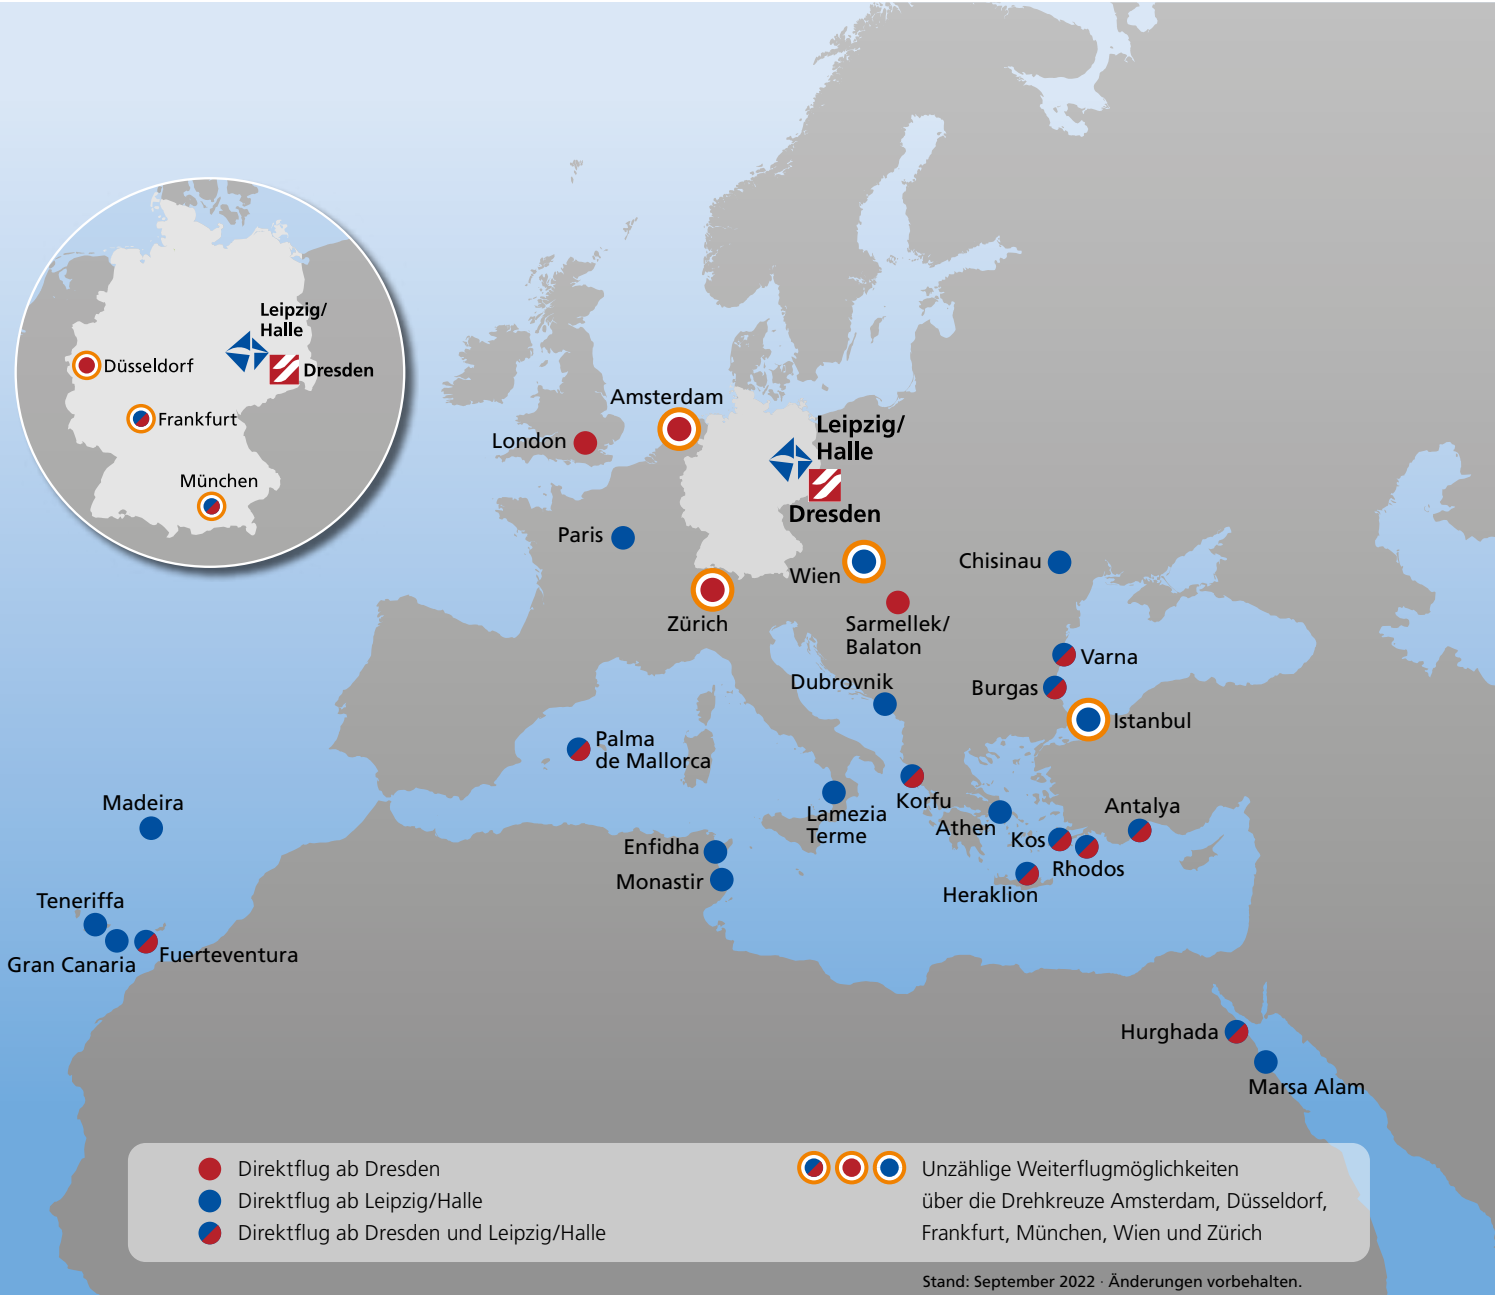 Leipzig/
Halle
Düsseldorf
Dresden
Frankfurt
München
Amsterdam
London
Leipzig/
Halle
Dresden
Paris
Wien
Chisinau
Zürich
Sarmellek/
Balaton
Varna
Dubrovnik
Burgas
Istanbul
Palma
de Mallorca
Madeira
Korfu
Lamezia
Terme
Athen
Antalya
Kos
Rhodos
Enfidha
Monastir
Heraklion
Teneriffa
Gran Canaria
Fuerteventura
Hurghada
Marsa Alam
Direktflug ab Dresden
Direktflug ab Leipzig/Halle
Direktflug ab Dresden und Leipzig/Halle
Unzählige Weiterflugmöglichkeiten
über die Drehkreuze Amsterdam, Düsseldorf,
Frankfurt, München, Wien und Zürich
Stand: September 2022 · Änderungen vorbehalten.